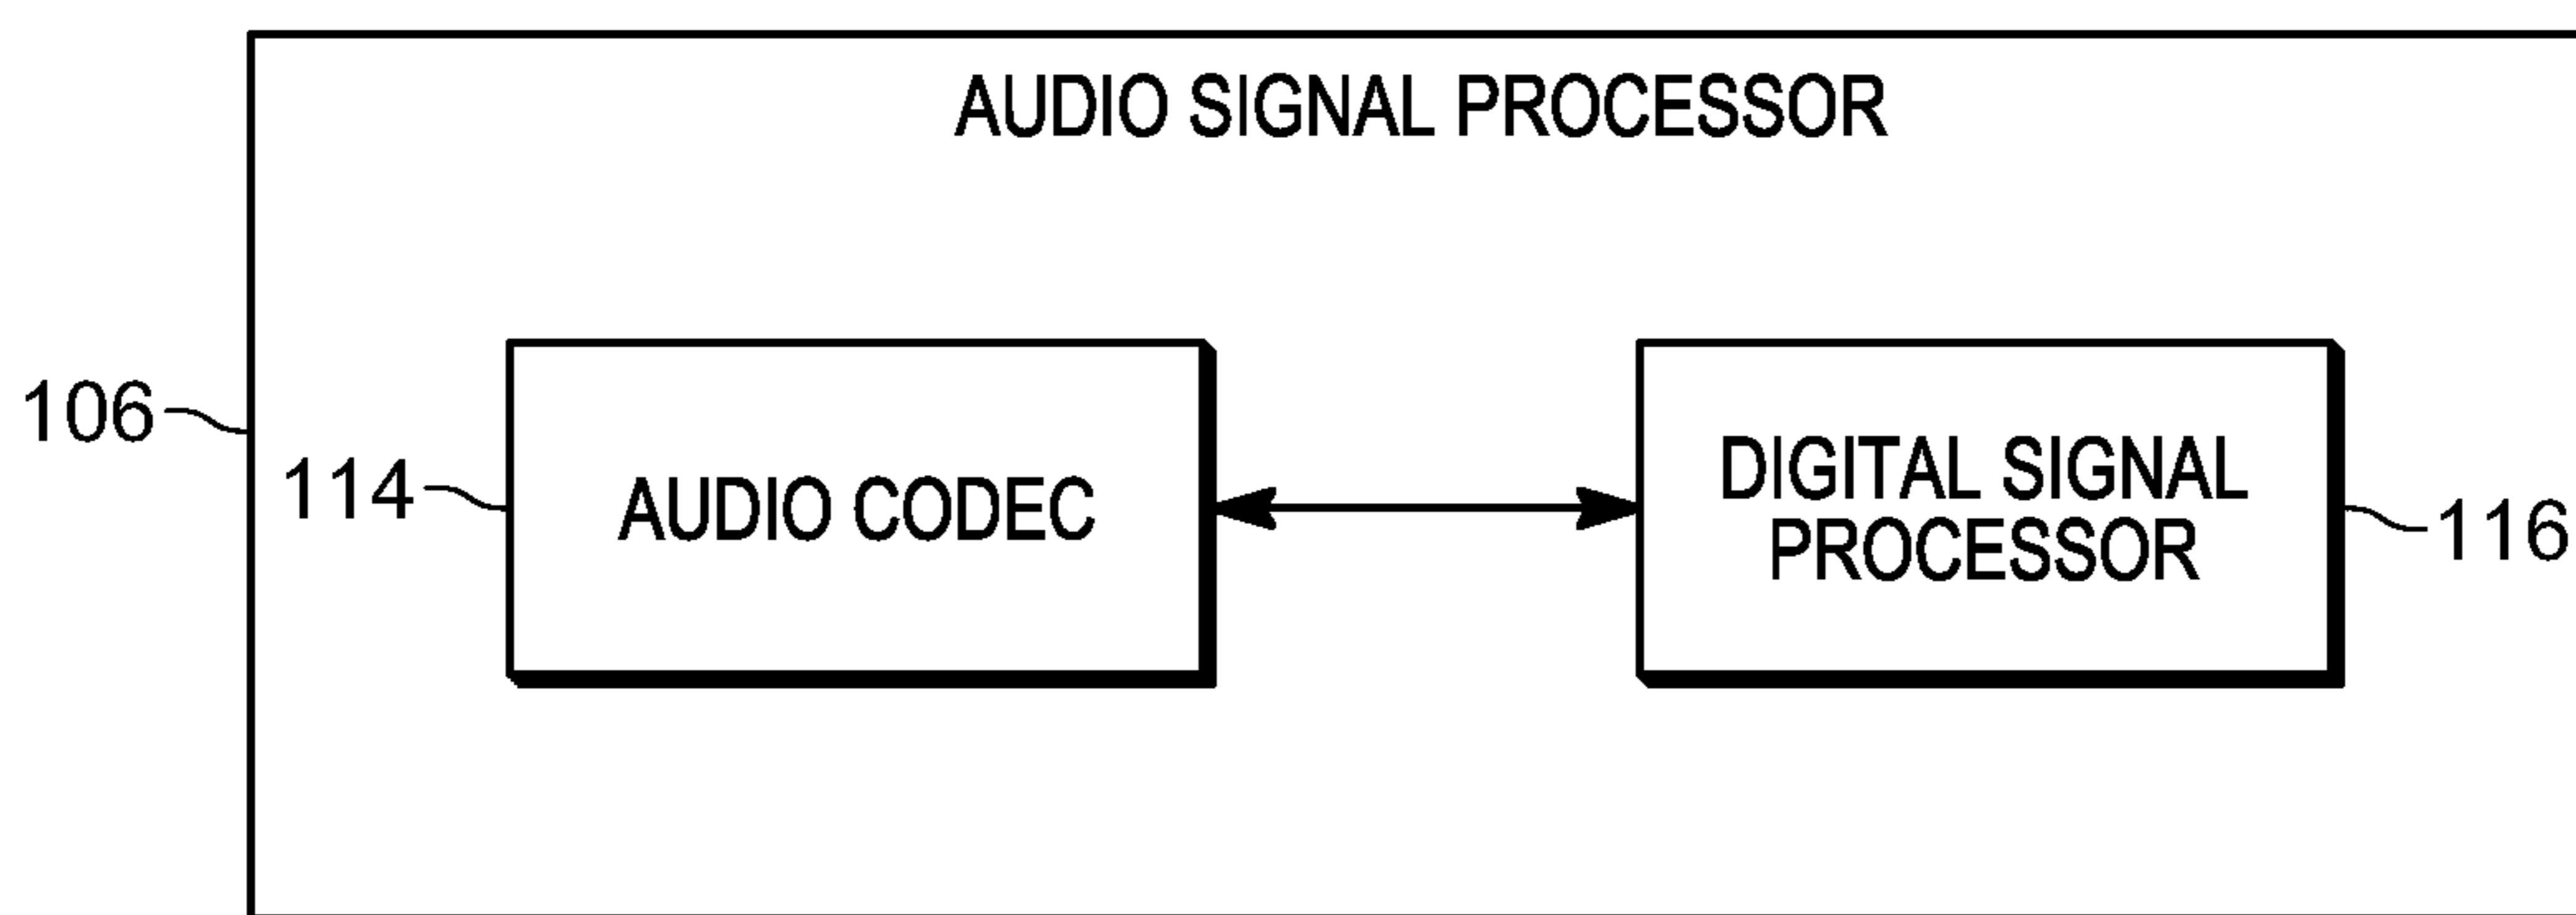 AUDIO SIGNAL PROCESSOR
106
114
AUDIO CODEC
DIGITAL SIGNAL
PROCESSOR
116